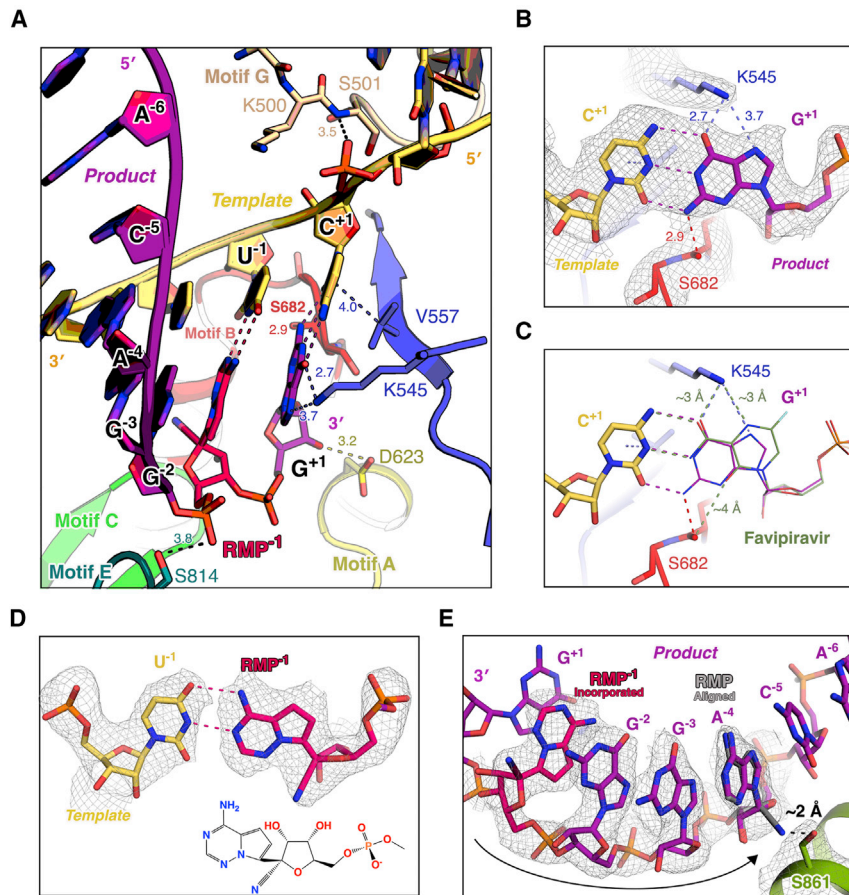 A
5′
Motif G
S501
K500
3.5
A-6
Product
5′
Template
C+1
C-5
U-1
S682
4.0
V557
2.9
Motif B
3′
A-4
2.7
K545
3.7
3′
G-3
G+1
3.2
D623
G-2
Motif C
RMP-1
Motif A
3.8
Motif E
S814
B
K545
C+1
2.7
3.7
G+1
2.9
Template
S682
Product
C
K545
G+1
C+1
~3 Å
~3 Å
~4 Å
Favipiravir
S682
D
U-1
RMP-1
Template
NH2
N
N
N
HO
OH
O
O
P
O
O-
N
E
G+1
Product
A-6
3′
RMP-1
Incorporated
RMP
Aligned
C-5
G-2
G-3
A-4
~2 Å
S861